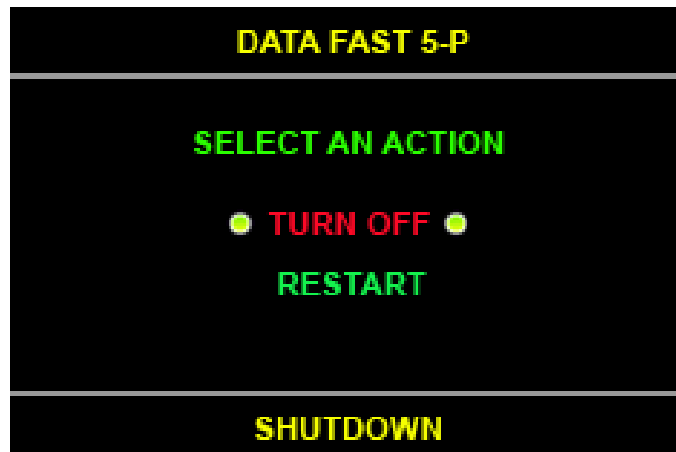 DATA FAST 5-P
SELECT AN ACTION
TURN OFF
RESTART
SHUTDOWN